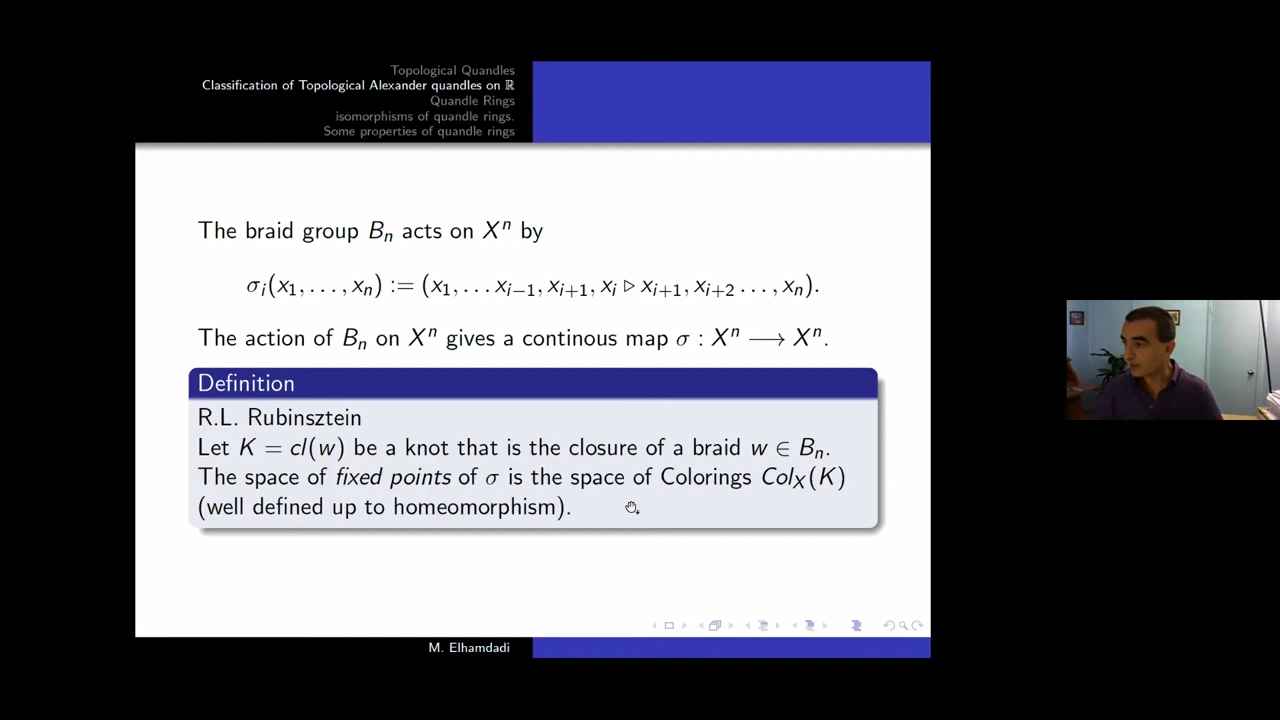 Topological Quandles
Classification of Topological Alexander quandles on ℝ
Quandle Rings
isomorphisms of quandle rings.
Some properties of quandle rings
The braid group Bₙ acts on Xⁿ by
σᵢ(x₁, . . . , xₙ) := (x₁, . . . xᵢ₋₁, xᵢ₊₁, xᵢ ▷ xᵢ₊₁, xᵢ₊₂ . . . , xₙ).
The action of Bₙ on Xⁿ gives a continous map σ : Xⁿ ⟶ Xⁿ.
Definition
R.L. Rubinsztein
Let K = cl(w) be a knot that is the closure of a braid w ∈ Bₙ.
The space of fixed points of σ is the space of Colorings Col_X(K)
(well defined up to homeomorphism).
M. Elhamdadi